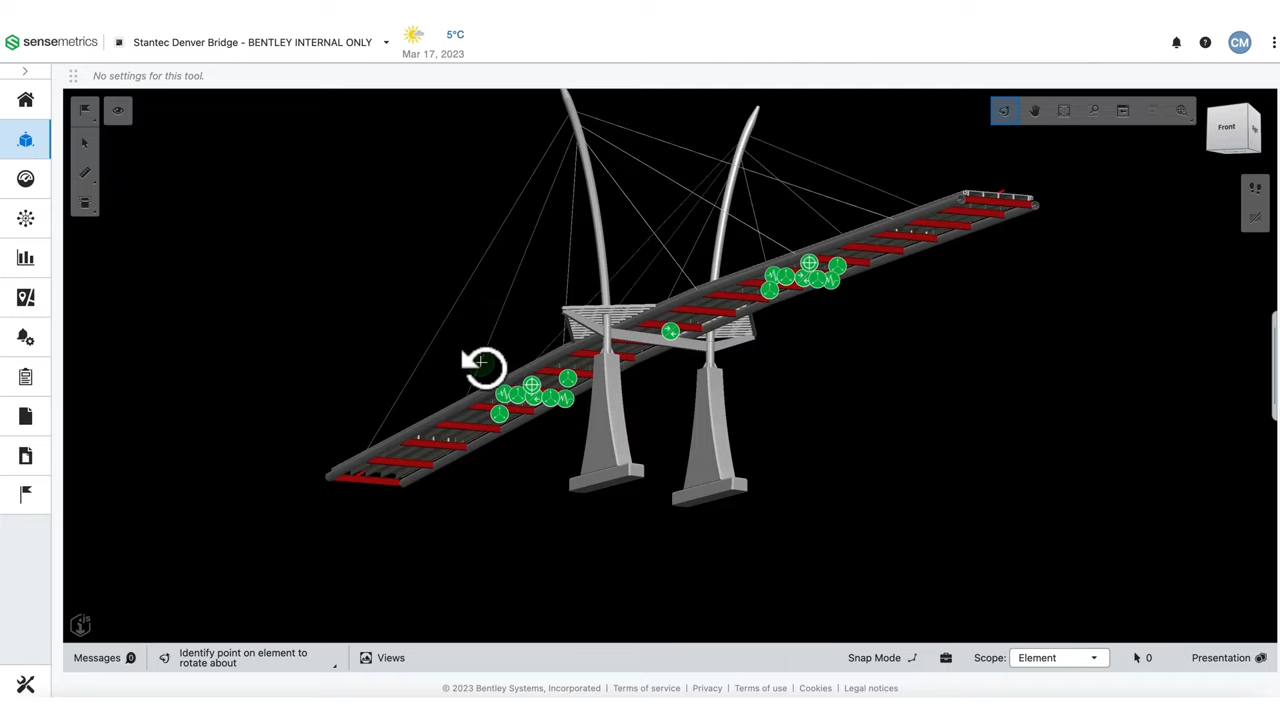 sensemetrics
Stantec Denver Bridge - BENTLEY INTERNAL ONLY
5°C
Mar 17, 2023
CM
No settings for this tool.
Front
Messages 0
Identify point on element to
rotate about
Views
Snap Mode
Scope:
Element
0
Presentation
© 2023 Bentley Systems, Incorporated | Terms of service | Privacy | Terms of use | Cookies | Legal notices